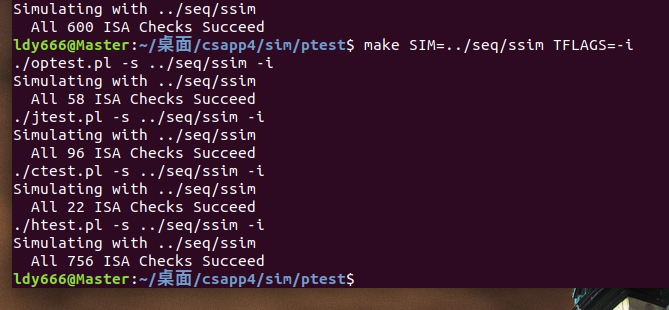 Simulating with ../seq/ssim
  All 600 ISA Checks Succeed
ldy666@Master:~/桌面/csapp4/sim/ptest$ make SIM=../seq/ssim TFLAGS=-i
./optest.pl -s ../seq/ssim -i
Simulating with ../seq/ssim
  All 58 ISA Checks Succeed
./jtest.pl -s ../seq/ssim -i
Simulating with ../seq/ssim
  All 96 ISA Checks Succeed
./ctest.pl -s ../seq/ssim -i
Simulating with ../seq/ssim
  All 22 ISA Checks Succeed
./htest.pl -s ../seq/ssim -i
Simulating with ../seq/ssim
  All 756 ISA Checks Succeed
ldy666@Master:~/桌面/csapp4/sim/ptest$